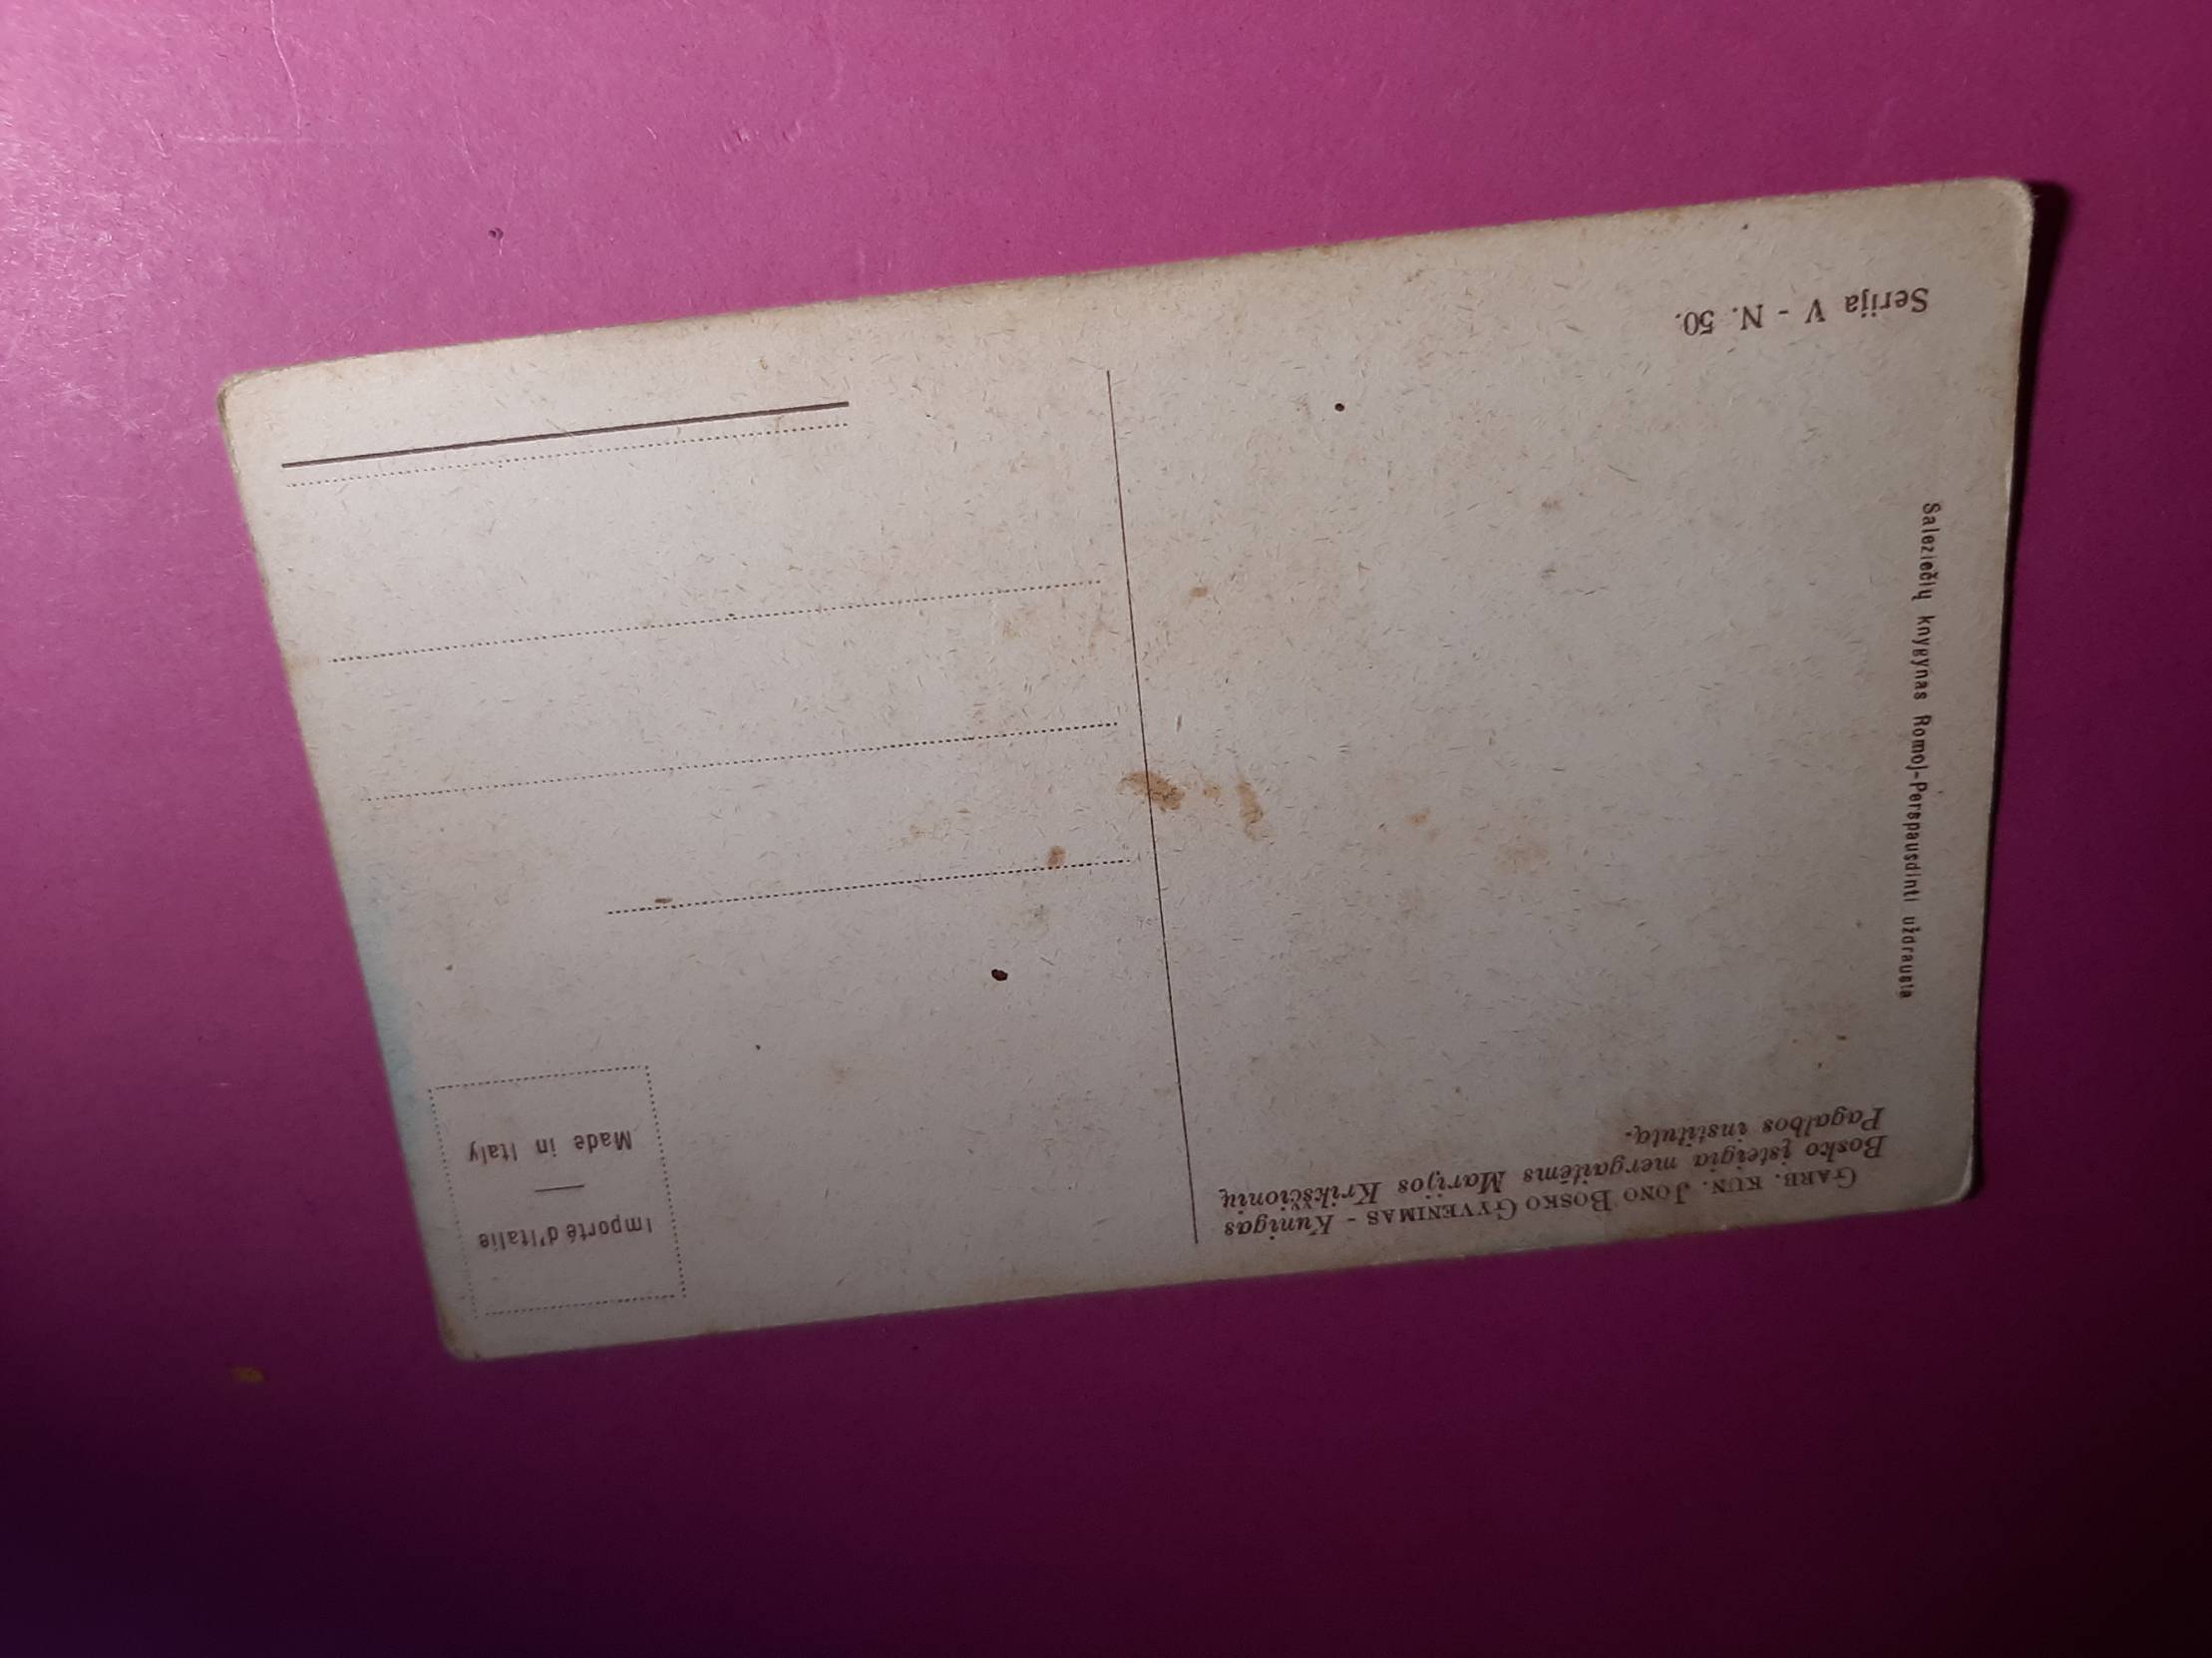 GARB. KUN. JONO BOSKO GYVENIMAS - Kunigas
Bosko įsteigia mergaitėms Marijos Krikščionių
Pagalbos institutą.
Importé d'Italie
Made in Italy
Saleziečių knygynas Romoj-Perspausdinti uždrausta
Serija V - N. 50.